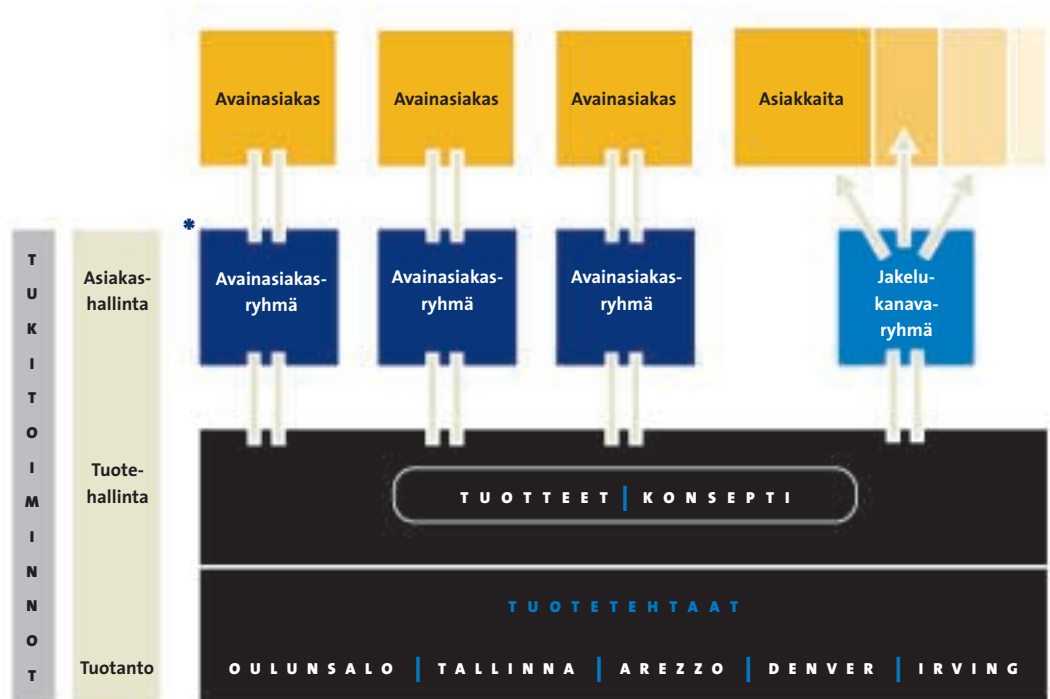 Avainasiakas
Avainasiakas
Avainasiakas
Asiakkaita
*
TUKITOIMINNOT
Asiakas-
hallinta
Avainasiakas-
ryhmä
Avainasiakas-
ryhmä
Avainasiakas-
ryhmä
Jakelu-
kanava-
ryhmä
Tuote-
hallinta
TUOTTEET | KONSEPTI
TUOTETEHTAAT
Tuotanto
OULUNSALO | TALLINNA | AREZZO | DENVER | IRVING